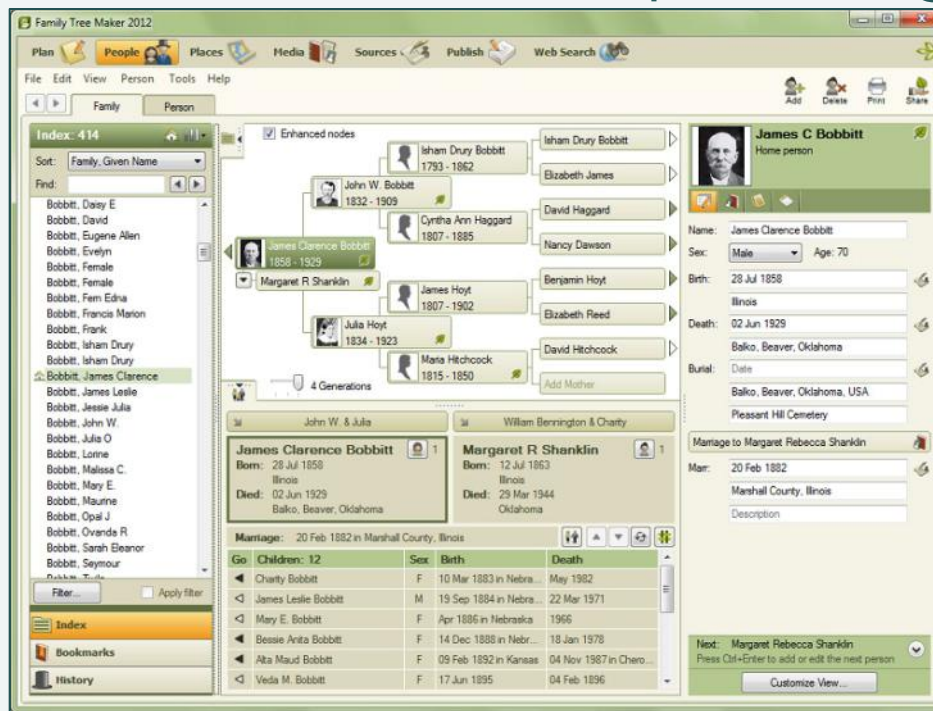 Family Tree Maker 2012
Plan People Places Media Sources Publish Web Search
File Edit View Person Tools Help
Add Delete Print Share
Family Person
Index: 414
Sort: Family, Given Name
Find:
Bobbitt, Daisy E
Bobbitt, David
Bobbitt, Eugene Allen
Bobbitt, Evelyn
Bobbitt, Female
Bobbitt, Female
Bobbitt, Fern Edna
Bobbitt, Francis Marion
Bobbitt, Frank
Bobbitt, Isham Drury
Bobbitt, Isham Drury
Bobbitt, James Clarence
Bobbitt, James Leslie
Bobbitt, Jessie Julia
Bobbitt, John W.
Bobbitt, Julia O
Bobbitt, Lorine
Bobbitt, Malissa C.
Bobbitt, Mary E.
Bobbitt, Maurine
Bobbitt, Opal J
Bobbitt, Ovanda R
Bobbitt, Sarah Eleanor
Bobbitt, Seymour
Filter... Apply filter
Index
Bookmarks
History
Enhanced nodes
James Clarence Bobbitt
1858 - 1929
Margaret R Shanklin
John W. Bobbitt
1832 - 1909
Julia Hoyt
1834 - 1923
Isham Drury Bobbitt
1793 - 1862
Cyntha Ann Haggard
1807 - 1885
James Hoyt
1807 - 1902
Maria Hitchcock
1815 - 1850
Isham Drury Bobbitt
Elizabeth James
David Haggard
Nancy Dawson
Benjamin Hoyt
Elizabeth Reed
David Hitchcock
Add Mother
4 Generations
John W. & Julia
William Bennington & Charity
James Clarence Bobbitt 1
Born: 28 Jul 1858
Illinois
Died: 02 Jun 1929
Balko, Beaver, Oklahoma
Margaret R Shanklin 1
Born: 12 Jul 1863
Illinois
Died: 29 Mar 1944
Oklahoma
Marriage: 20 Feb 1882 in Marshall County, Illinois
Go Children: 12 Sex Birth Death
Charity Bobbitt F 10 Mar 1883 in Nebra... May 1982
James Leslie Bobbitt M 19 Sep 1884 in Nebra... 22 Mar 1971
Mary E. Bobbitt F Apr 1886 in Nebraska 1966
Bessie Anita Bobbitt F 14 Dec 1888 in Nebr... 18 Jan 1978
Alta Maud Bobbitt F 09 Feb 1892 in Kansas 04 Nov 1987 in Chero...
Veda M. Bobbitt F 17 Jun 1895 04 Feb 1896
James C Bobbitt
Home person
Name: James Clarence Bobbitt
Sex: Male Age: 70
Birth: 28 Jul 1858
Illinois
Death: 02 Jun 1929
Balko, Beaver, Oklahoma
Burial: Date
Balko, Beaver, Oklahoma, USA
Pleasant Hill Cemetery
Marriage to Margaret Rebecca Shanklin
Marr: 20 Feb 1882
Marshall County, Illinois
Description
Next: Margaret Rebecca Shanklin
Press Ctrl+Enter to add or edit the next person
Customize View...